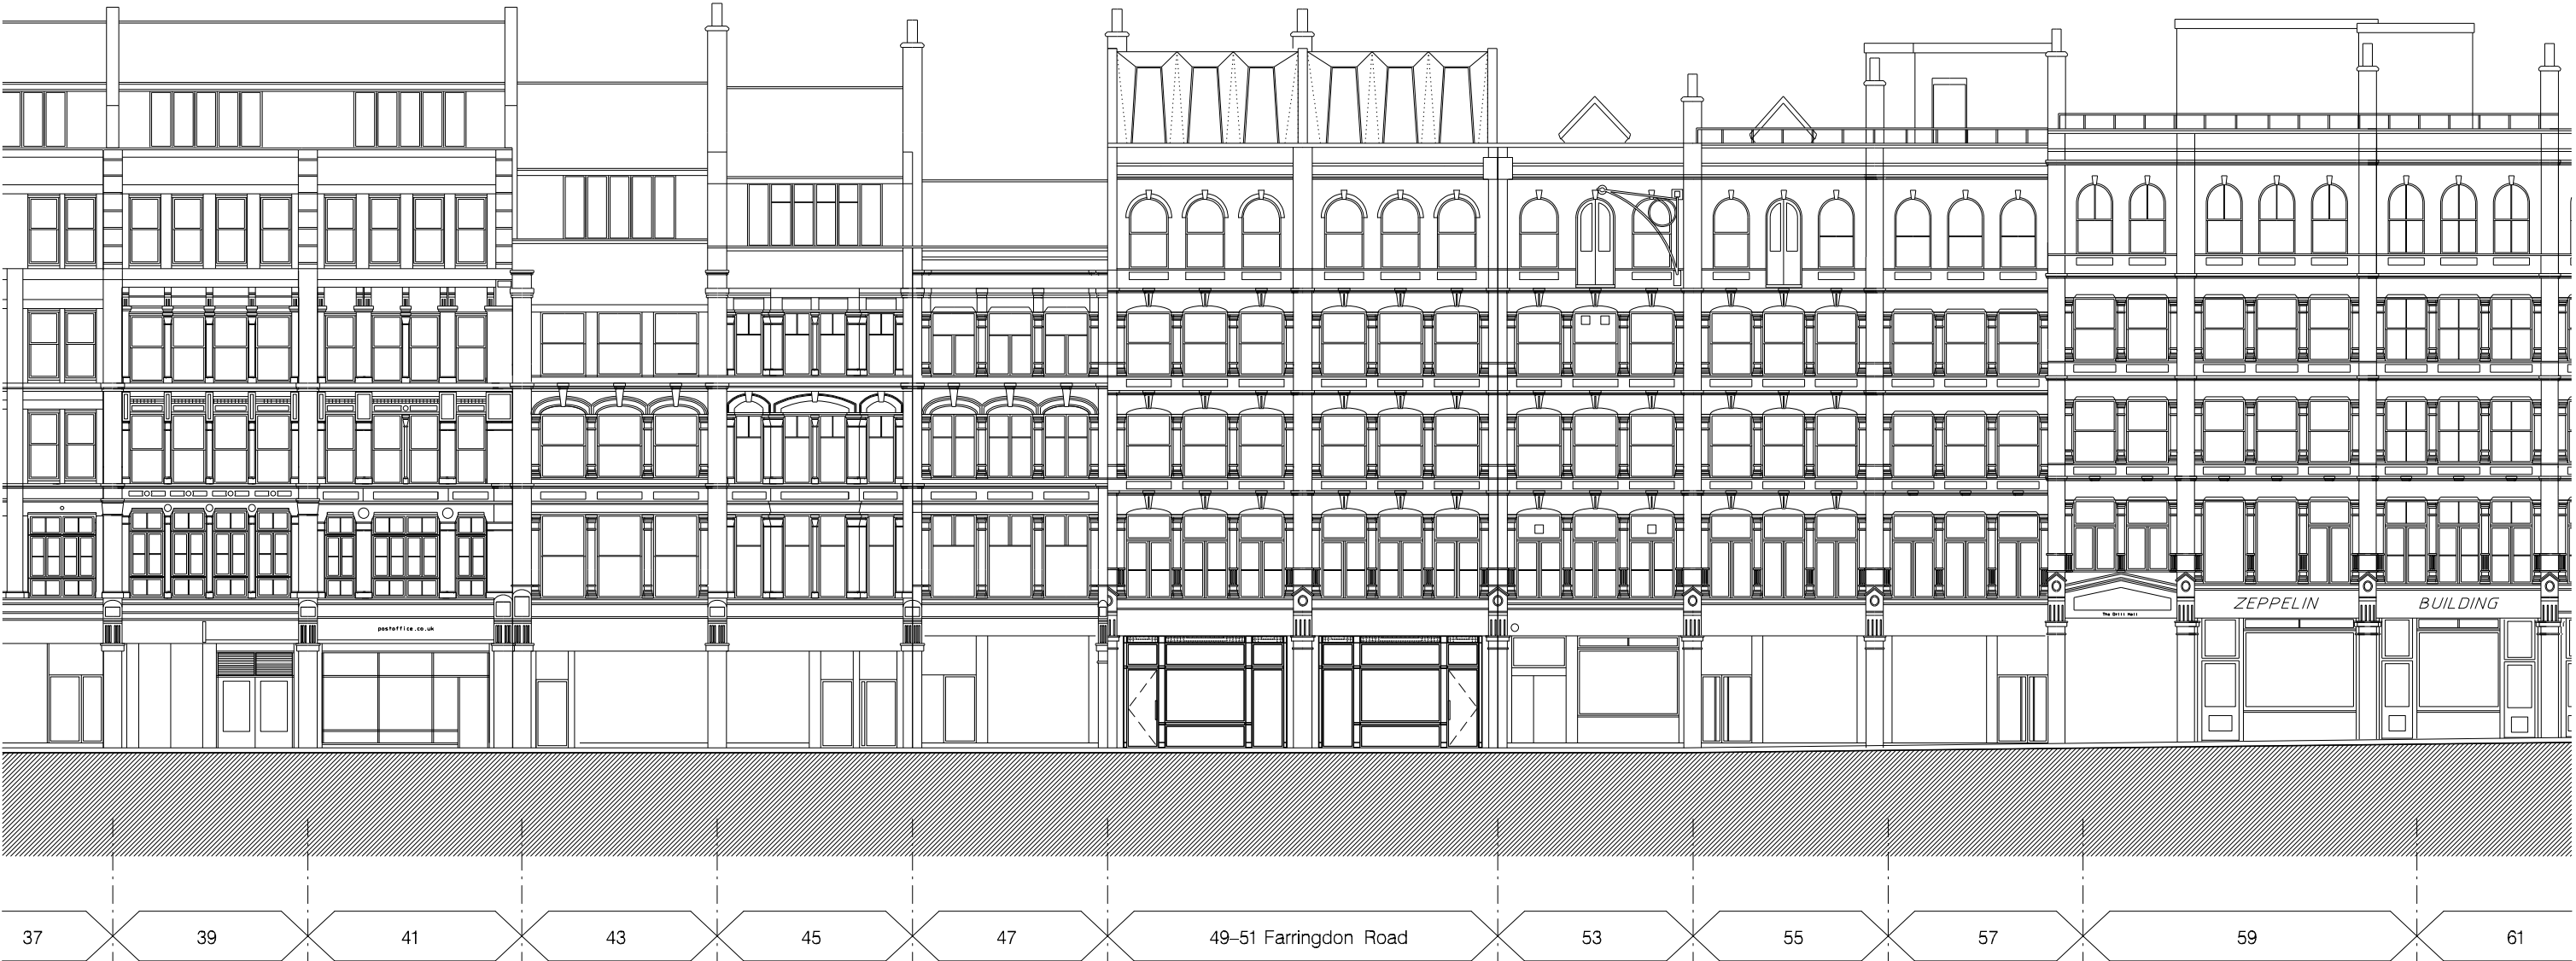 ZEPPELIN BUILDING
The Drill Hall
postoffice.co.uk
37 39 41 43 45 47 49–51 Farringdon Road 53 55 57 59 61